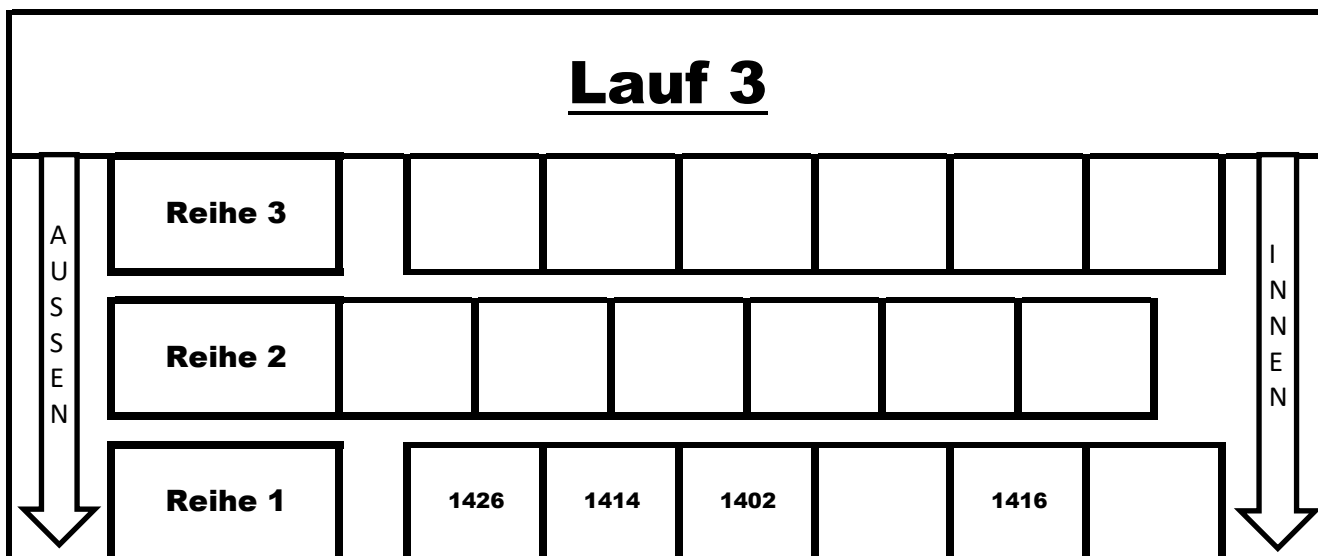 Lauf 3
AUSSEN
INNEN
Reihe 3
Reihe 2
Reihe 1 1426 1414 1402 1416